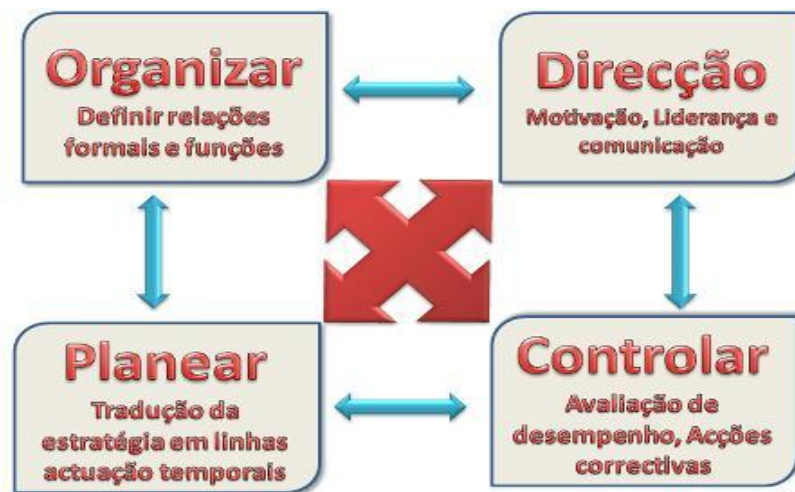 Organizar
Definir relações
formais e funções
Direcção
Motivação, Liderança e
comunicação
Planear
Tradução da
estratégia em linhas
actuação temporais
Controlar
Avaliação de
desempenho, Acções
correctivas